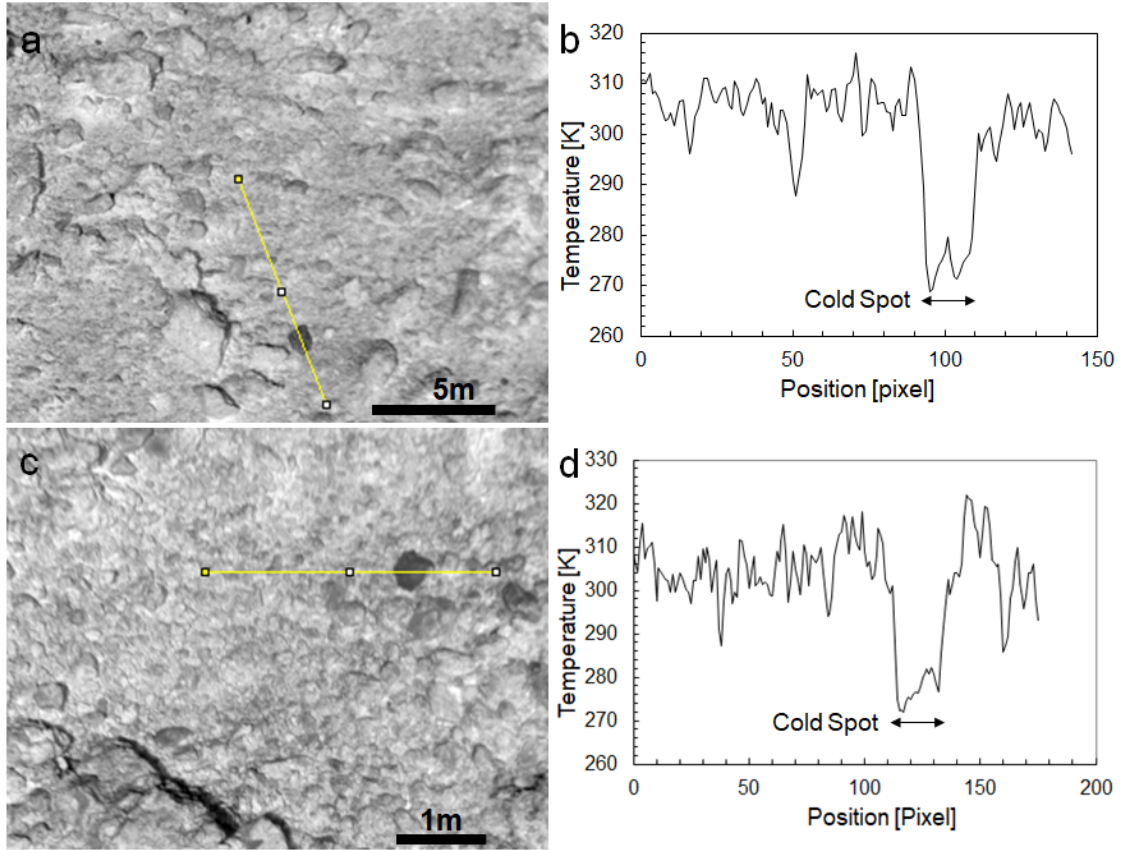 a
5m
b
320
310
300
290
280
270
260
Temperature [K]
Cold Spot
0
50
100
150
Position [pixel]
c
1m
d
330
320
310
300
290
280
270
260
Temperature [K]
Cold Spot
0
50
100
150
200
Position [Pixel]